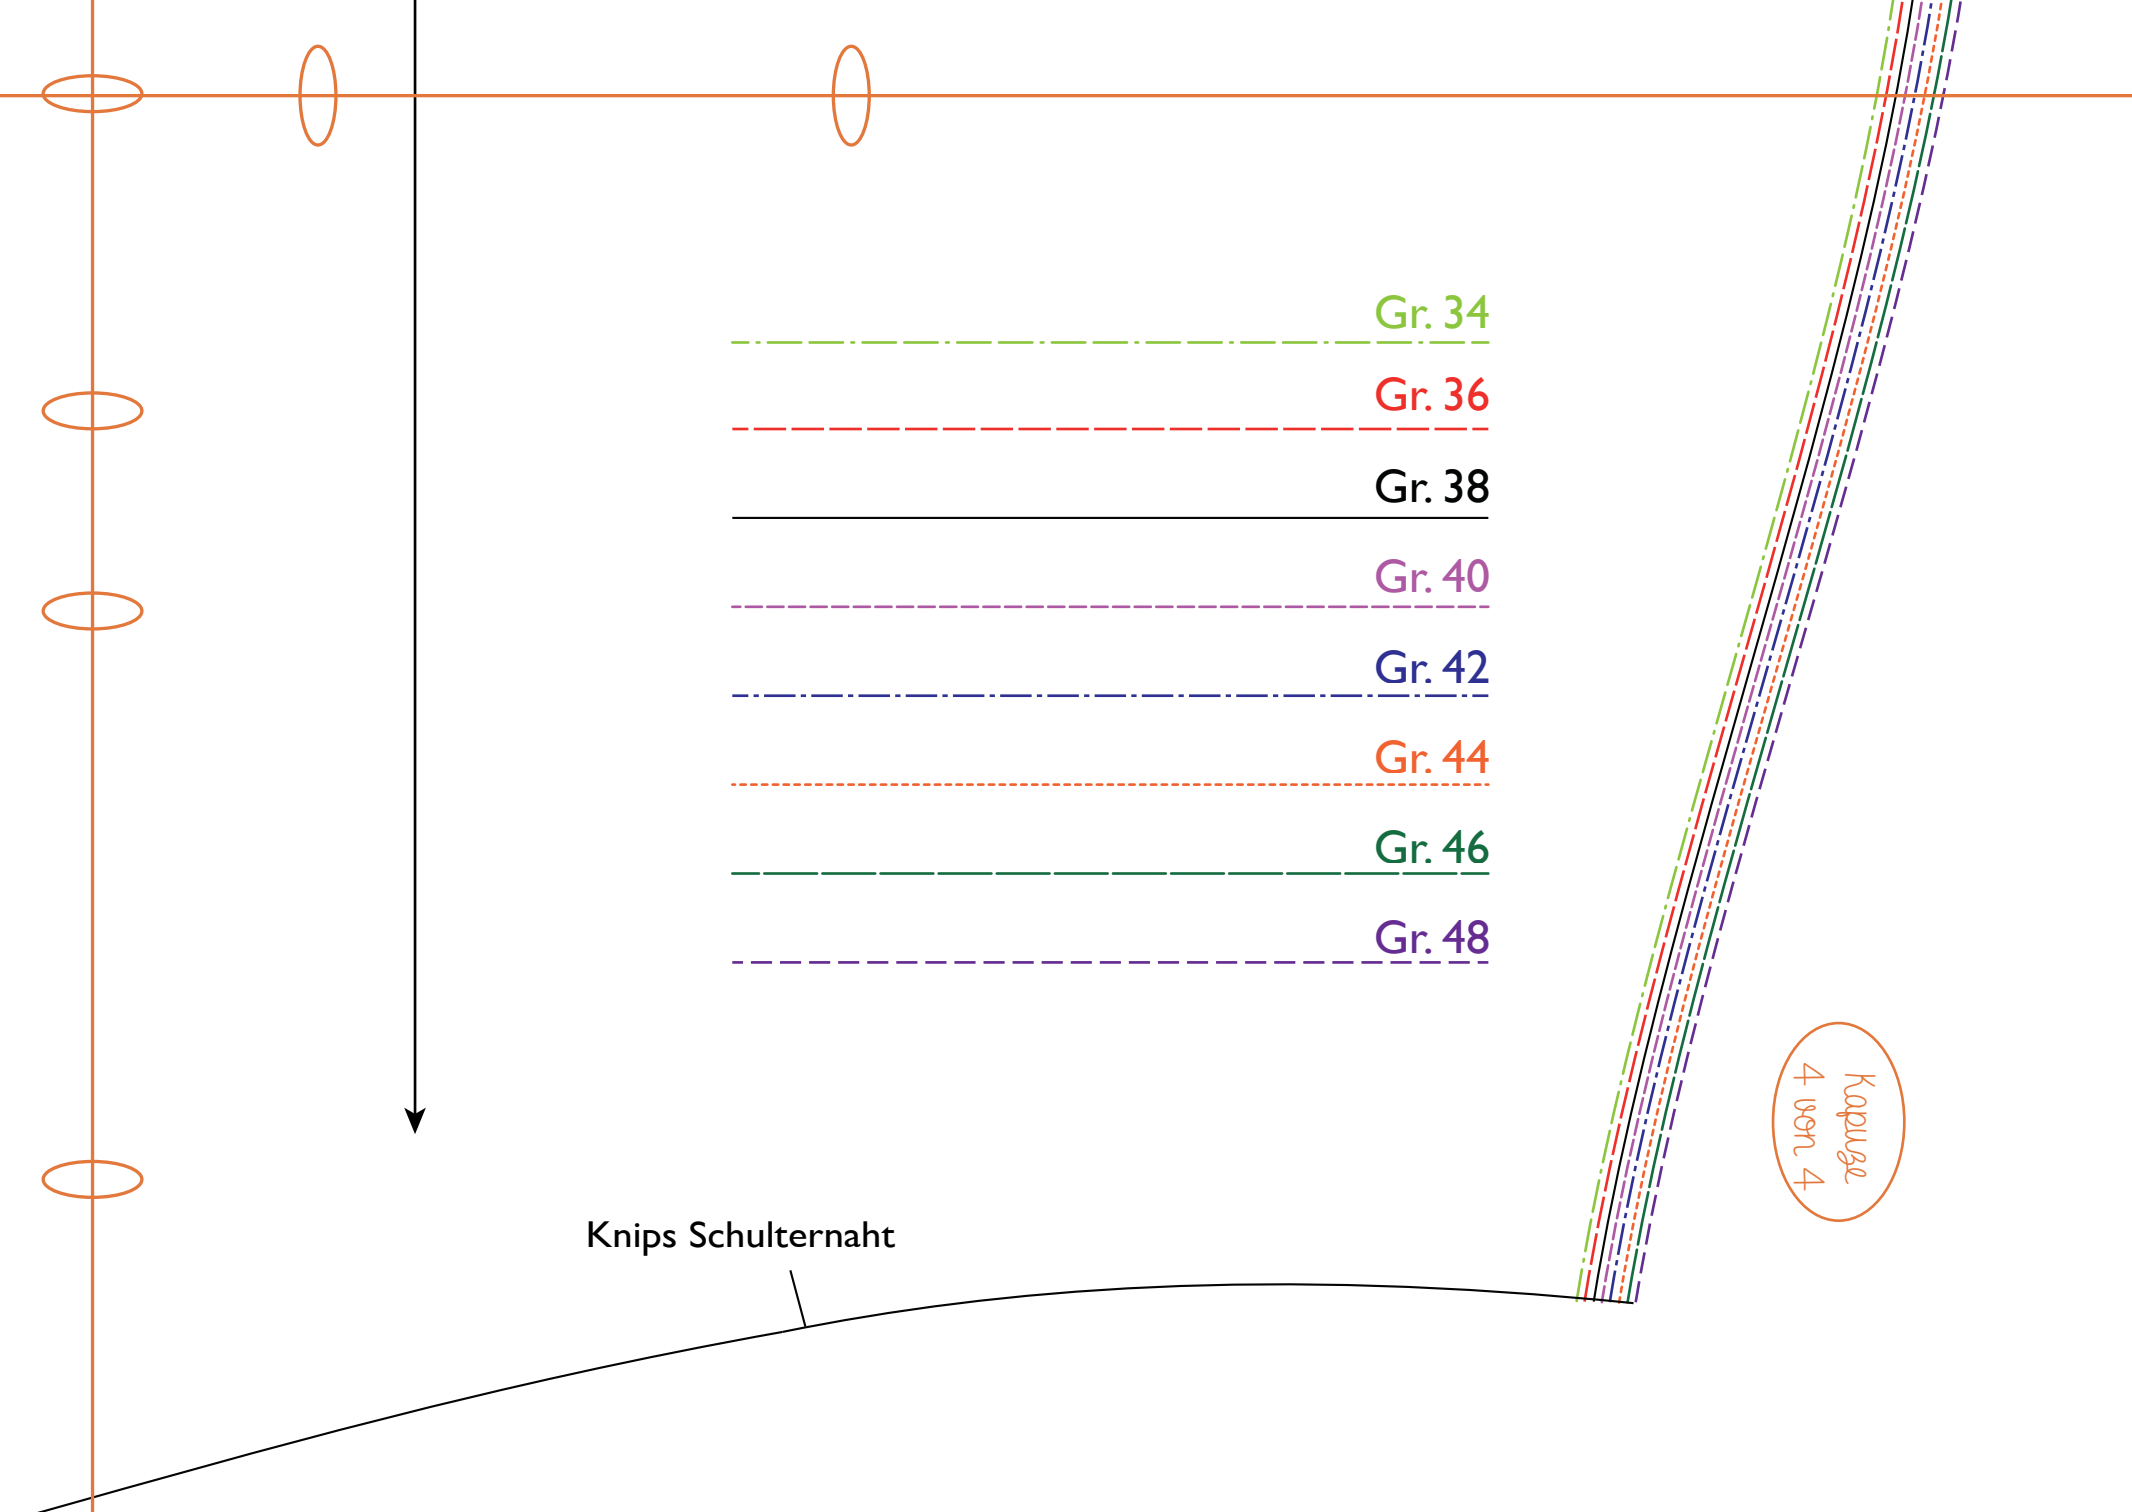 Gr. 34
Gr. 36
Gr. 38
Gr. 40
Gr. 42
Gr. 44
Gr. 46
Gr. 48
Kapuze
4 von 4
Knips Schulternaht